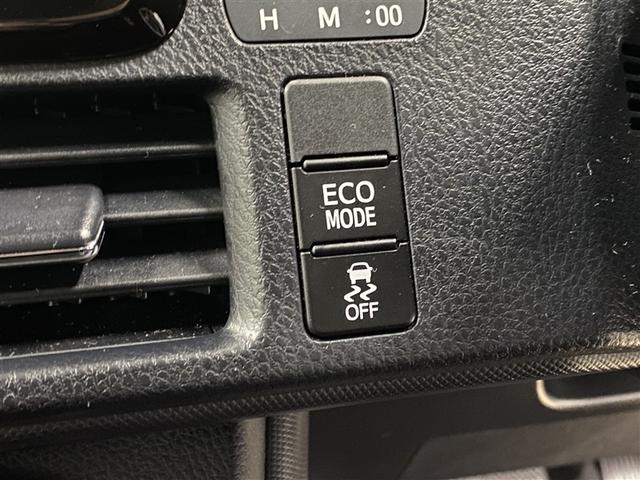 H M :00
ECO
MODE
OFF